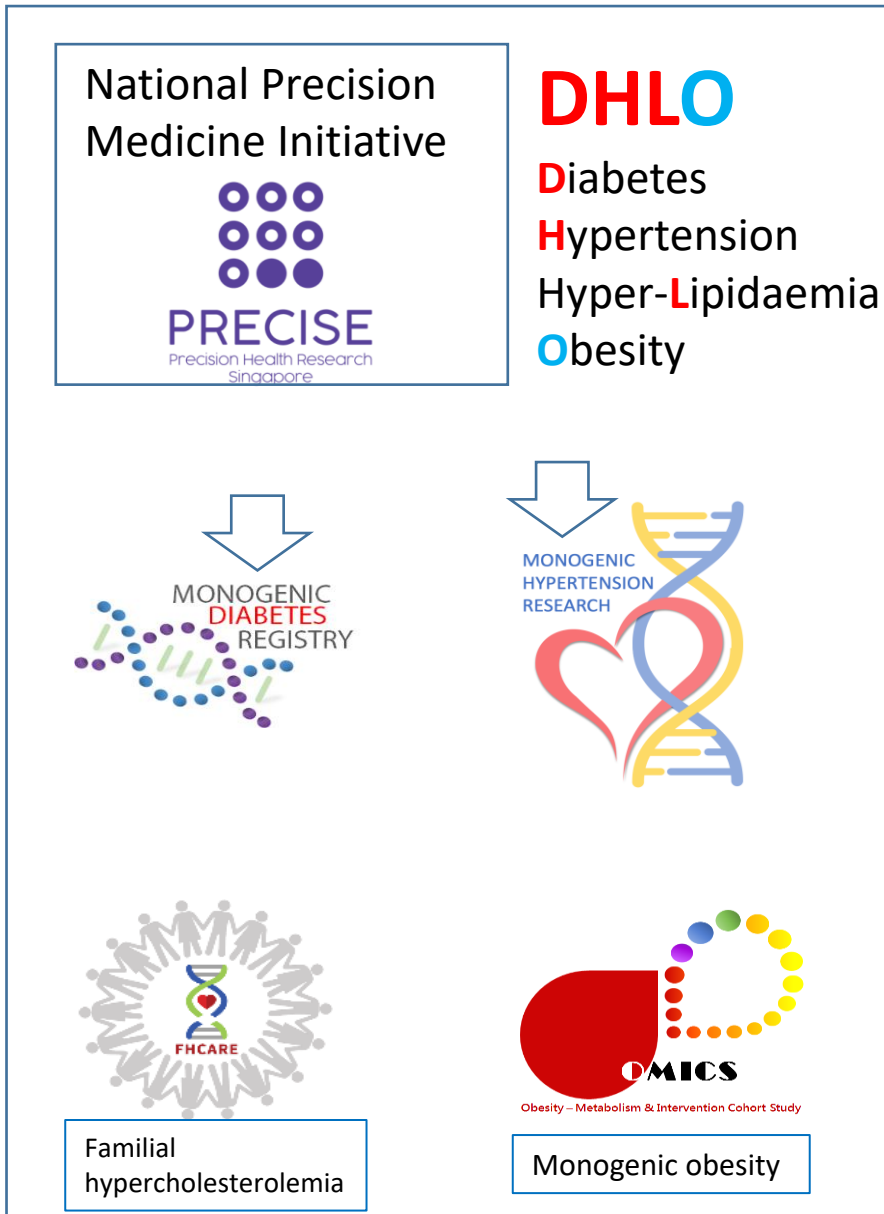 National Precision
Medicine Initiative
PRECISE
Precision Health Research
Singapore
DHLO
Diabetes
Hypertension
Hyper-Lipidaemia
Obesity
MONOGENIC
DIABETES
REGISTRY
MONOGENIC
HYPERTENSION
RESEARCH
FHCARE
Familial
hypercholesterolemia
OMICS
Obesity – Metabolism & Intervention Cohort Study
Monogenic obesity